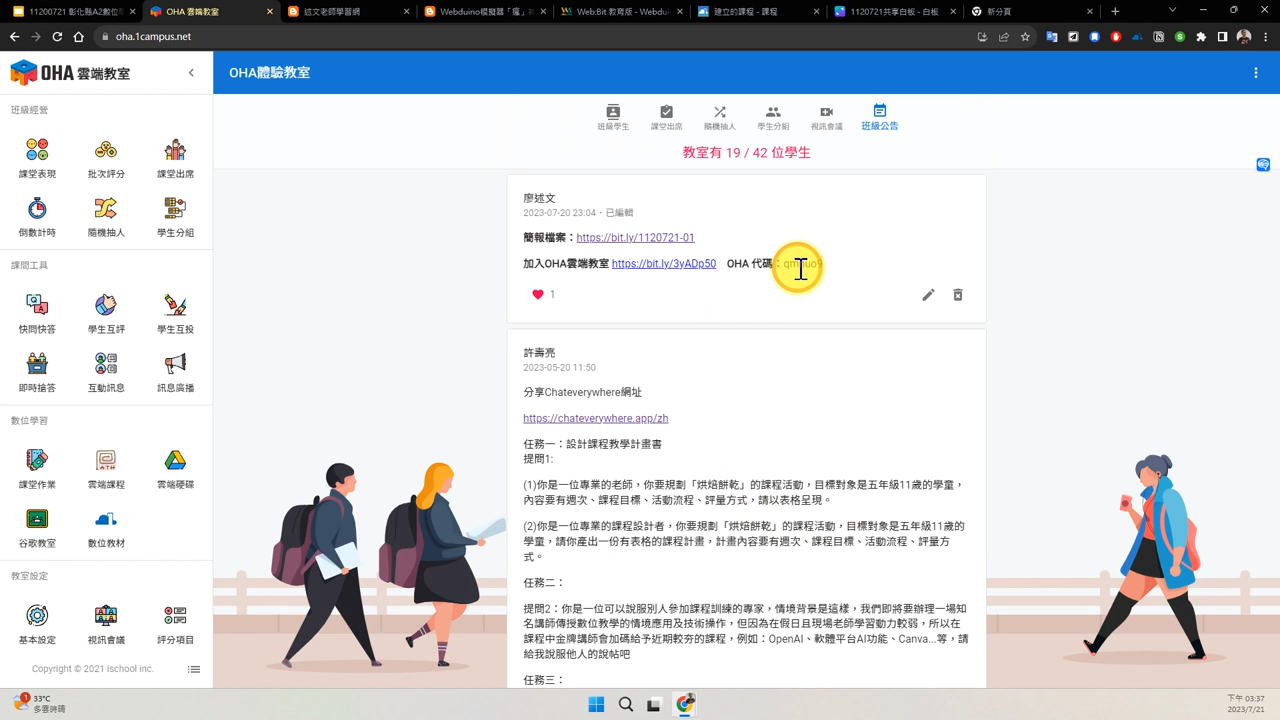 11200721 彰化縣A2數位
OHA 雲端教室
述文老師學習網
Webduino模擬器「瘋」
Web:Bit 教育版 - Webdui
建立的課程 - 課程
1120721共享白板 - 白板
新分頁
oha.1campus.net
OHA 雲端教室
OHA體驗教室
班級經營
課堂表現
批次評分
課堂出席
倒數計時
隨機抽人
學生分組
課間工具
快問快答
學生互評
學生互投
即時搶答
互動訊息
訊息廣播
數位學習
課堂作業
雲端課程
雲端硬碟
谷歌教室
數位教材
教室設定
基本設定
視訊會議
評分項目
Copyright © 2021 ischool inc.
班級學生
課堂出席
隨機抽人
學生分組
視訊會議
班級公告
教室有 19 / 42 位學生
廖述文
2023-07-20 23:04・已編輯
簡報檔案：https://bit.ly/1120721-01
加入OHA雲端教室 https://bit.ly/3yADp50 OHA 代碼：
1
許壽亮
2023-05-20 11:50
分享Chateverywhere網址
https://chateverywhere.app/zh
任務一：設計課程教學計畫書
提問1:
(1)你是一位專業的老師，你要規劃「烘焙餅乾」的課程活動，目標對象是五年級11歲的學童，
內容要有週次、課程目標、活動流程、評量方式，請以表格呈現。
(2)你是一位專業的課程設計者，你要規劃「烘焙餅乾」的課程活動，目標對象是五年級11歲的
學童，請你產出一份有表格的課程計畫，計畫內容要有週次、課程目標、活動流程、評量方
式。
任務二：
提問2：你是一位可以說服別人參加課程訓練的專家，情境背景是這樣，我們即將要辦理一場知
名講師傳授數位教學的情境應用及技術操作，但因為在假日且現場老師學習動力較弱，所以在
課程中金牌講師會加碼給予近期較夯的課程，例如：OpenAI、軟體平台AI功能、Canva...等，請
給我說服他人的說帖吧
任務三：
1
33°C
多雲時晴
下午 03:37
2023/7/21